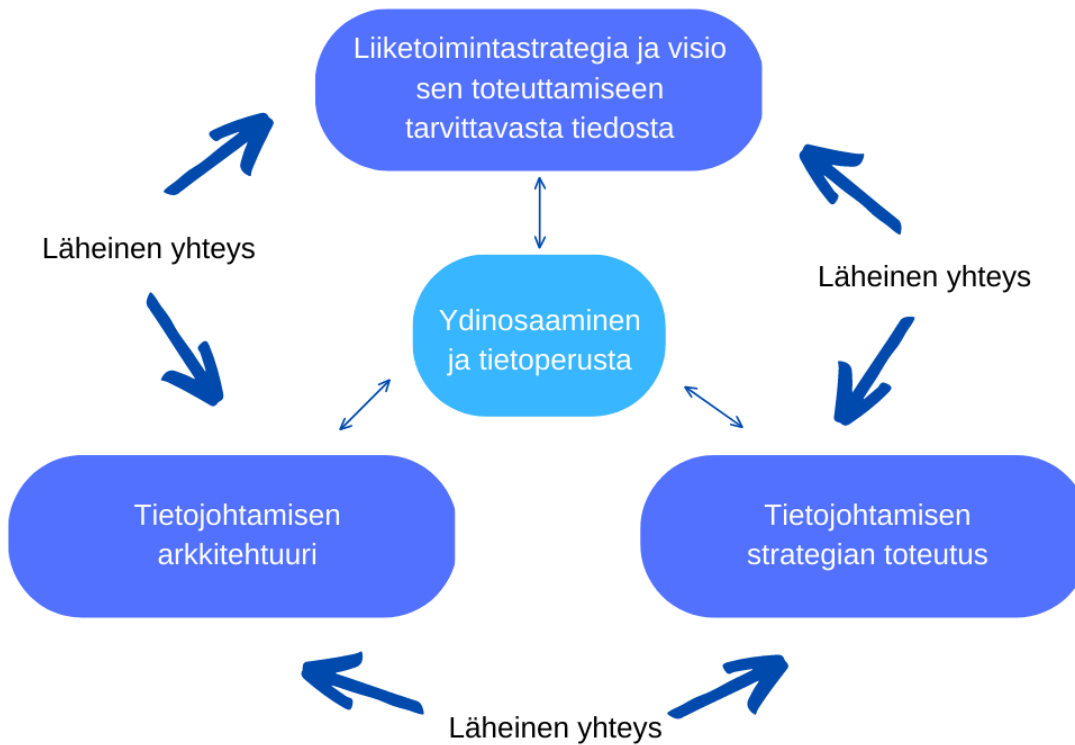 Liiketoimintastrategia ja visio
sen toteuttamiseen
tarvittavasta tiedosta
Läheinen yhteys
Läheinen yhteys
Ydinosaaminen
ja tietoperusta
Tietojohtamisen
arkkitehtuuri
Tietojohtamisen
strategian toteutus
Läheinen yhteys